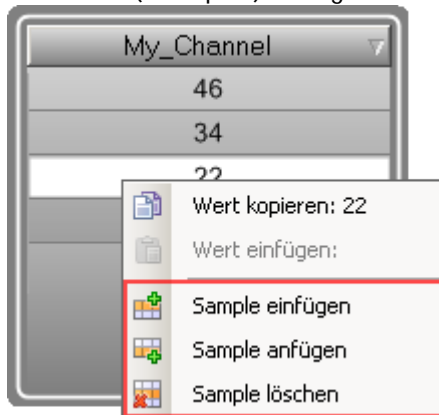 My_Channel
46
34
22
Wert kopieren: 22
Wert einfügen:
Sample einfügen
Sample anfügen
Sample löschen